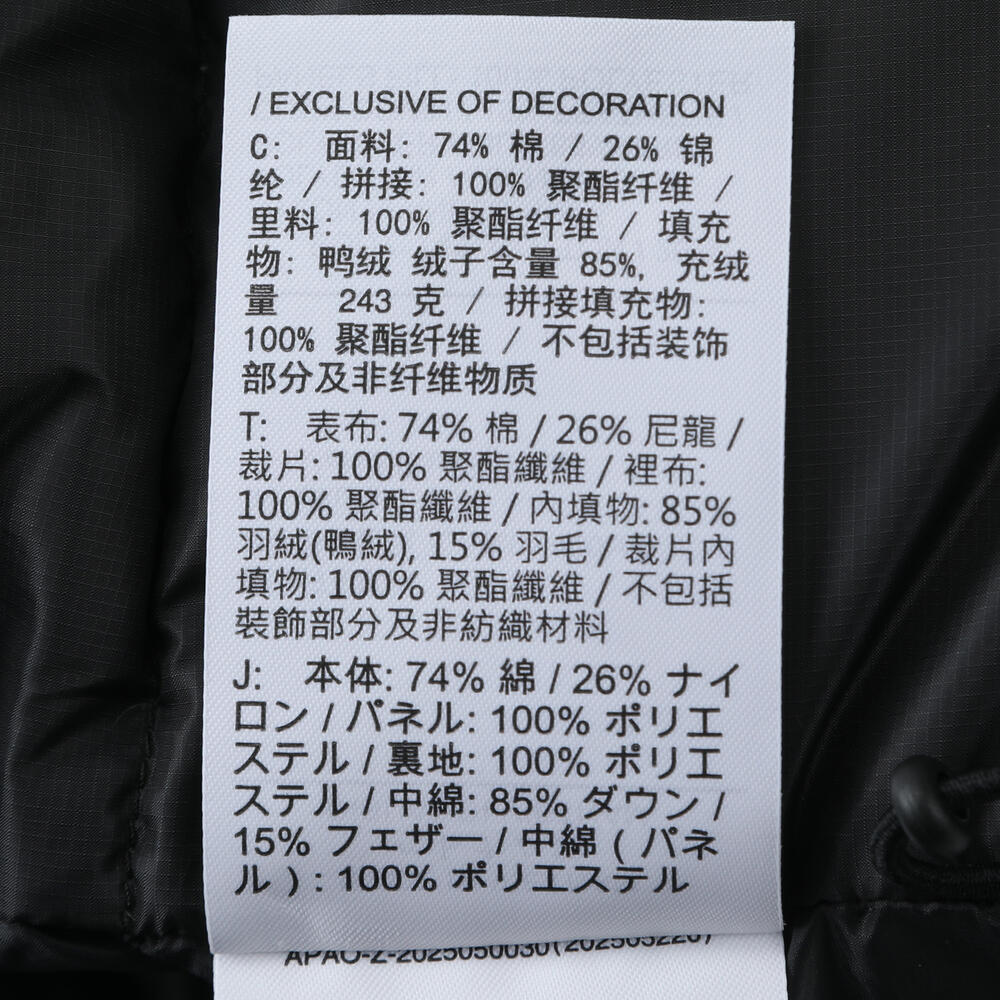 / EXCLUSIVE OF DECORATION
C: 面料: 74% 棉 / 26% 锦
纶 / 拼接: 100% 聚酯纤维 /
里料: 100% 聚酯纤维 / 填充
物: 鸭绒 绒子含量 85%, 充绒
量 243 克 / 拼接填充物:
100% 聚酯纤维 / 不包括装饰
部分及非纤维物质
T: 表布: 74% 棉 / 26% 尼龍 /
裁片: 100% 聚酯纖維 / 裡布:
100% 聚酯纖維 / 內填物: 85%
羽絨(鴨絨), 15% 羽毛 / 裁片內
填物: 100% 聚酯纖維 / 不包括
裝飾部分及非紡織材料
J: 本体: 74% 綿 / 26% ナイ
ロン / パネル: 100% ポリエ
ステル / 裏地: 100% ポリエ
ステル / 中綿: 85% ダウン /
15% フェザー / 中綿 ( パネ
ル ) : 100% ポリエステル
APAO-Z-2025050030(202503220)